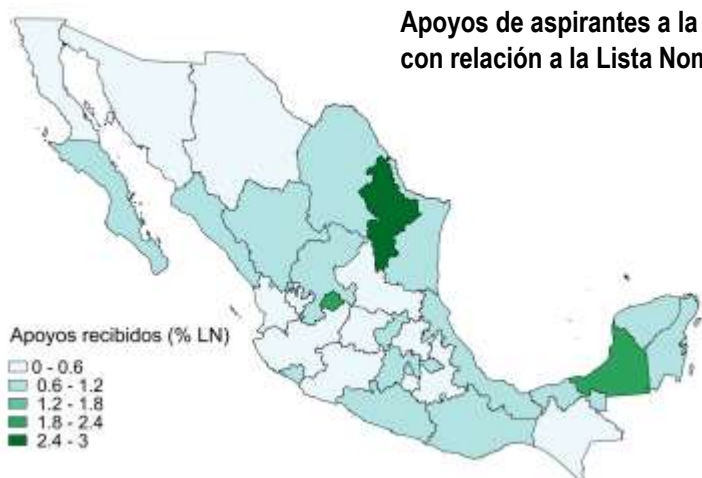 Apoyos de aspirantes a la
con relación a la Lista Nom
Apoyos recibidos (% LN)
0 - 0.6
0.6 - 1.2
1.2 - 1.8
1.8 - 2.4
2.4 - 3